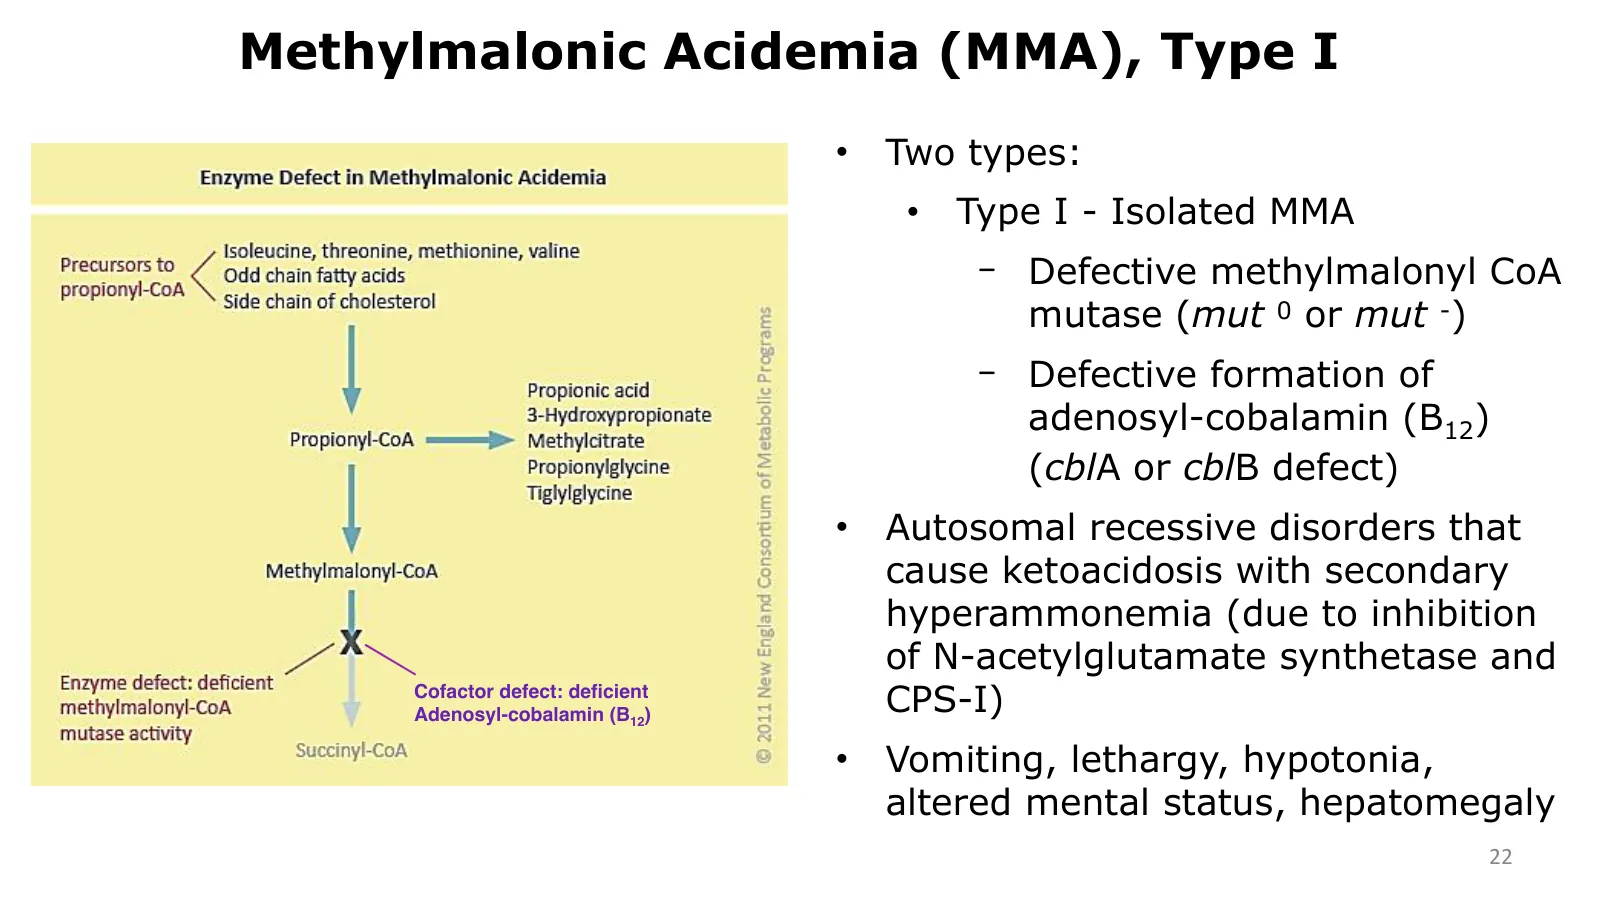 Methylmalonic Acidemia (MMA), Type I
Enzyme Defect in Methylmalonic Acidemia
Precursors to
propionyl-CoA
Isoleucine, threonine, methionine, valine
Odd chain fatty acids
Side chain of cholesterol
Propionyl-CoA
Propionic acid
3-Hydroxypropionate
Methylcitrate
Propionylglycine
Tiglylglycine
Methylmalonyl-CoA
X
Enzyme defect: deficient
methylmalonyl-CoA
mutase activity
Cofactor defect: deficient
Adenosyl-cobalamin (B12)
Succinyl-CoA
© 2011 New England Consortium of Metabolic Programs
• Two types:
• Type I - Isolated MMA
– Defective methylmalonyl CoA
mutase (mut 0 or mut -)
– Defective formation of
adenosyl-cobalamin (B12)
(cblA or cblB defect)
• Autosomal recessive disorders that
cause ketoacidosis with secondary
hyperammonemia (due to inhibition
of N-acetylglutamate synthetase and
CPS-I)
• Vomiting, lethargy, hypotonia,
altered mental status, hepatomegaly
22